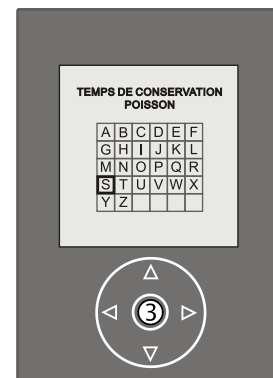 TEMPS DE CONSERVATION
POISSON
A B C D E F
G H I J K L
M N O P Q R
S T U V W X
Y Z
3